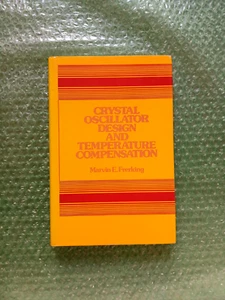 CRYSTAL
OSCILLATOR
DESIGN
AND
TEMPERATURE
COMPENSATION
Marvin E. Frerking